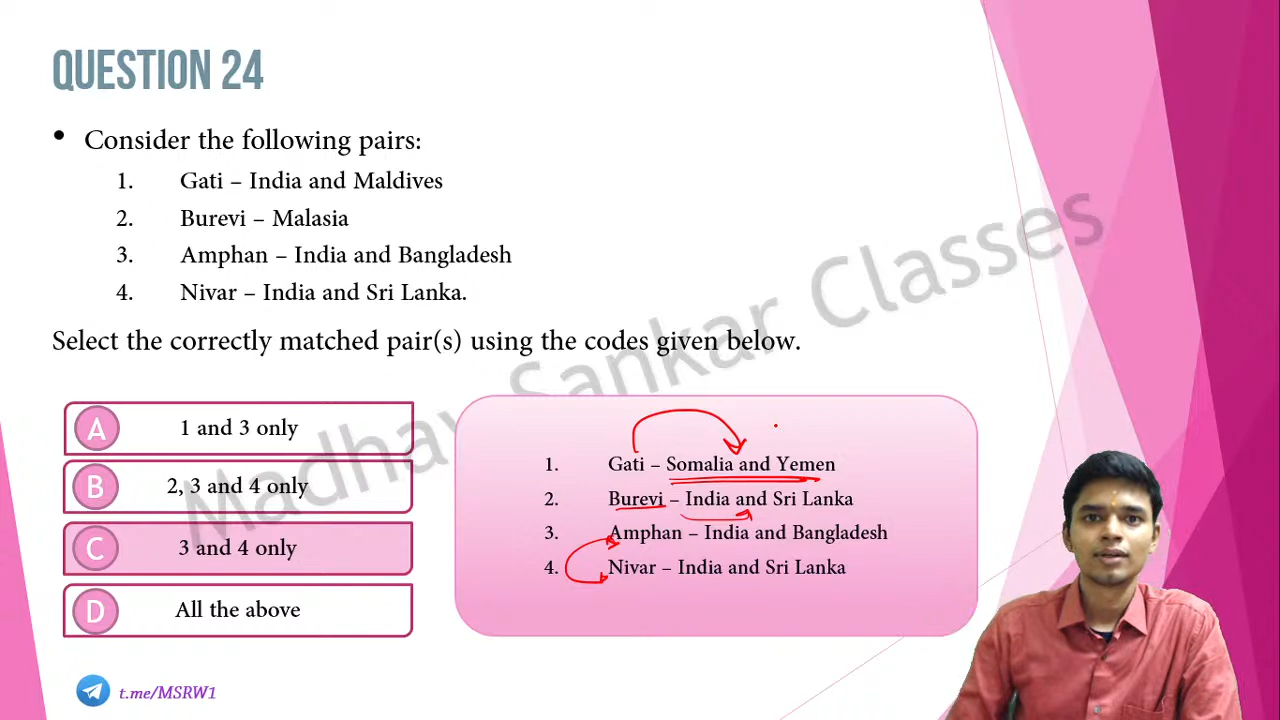 QUESTION 24
• Consider the following pairs:
1. Gati – India and Maldives
2. Burevi – Malasia
3. Amphan – India and Bangladesh
4. Nivar – India and Sri Lanka.
Select the correctly matched pair(s) using the codes given below.
A 1 and 3 only
B 2, 3 and 4 only
C 3 and 4 only
D All the above
1. Gati – Somalia and Yemen
2. Burevi – India and Sri Lanka
3. Amphan – India and Bangladesh
4. Nivar – India and Sri Lanka
Madhav Sankar Classes
t.me/MSRW1